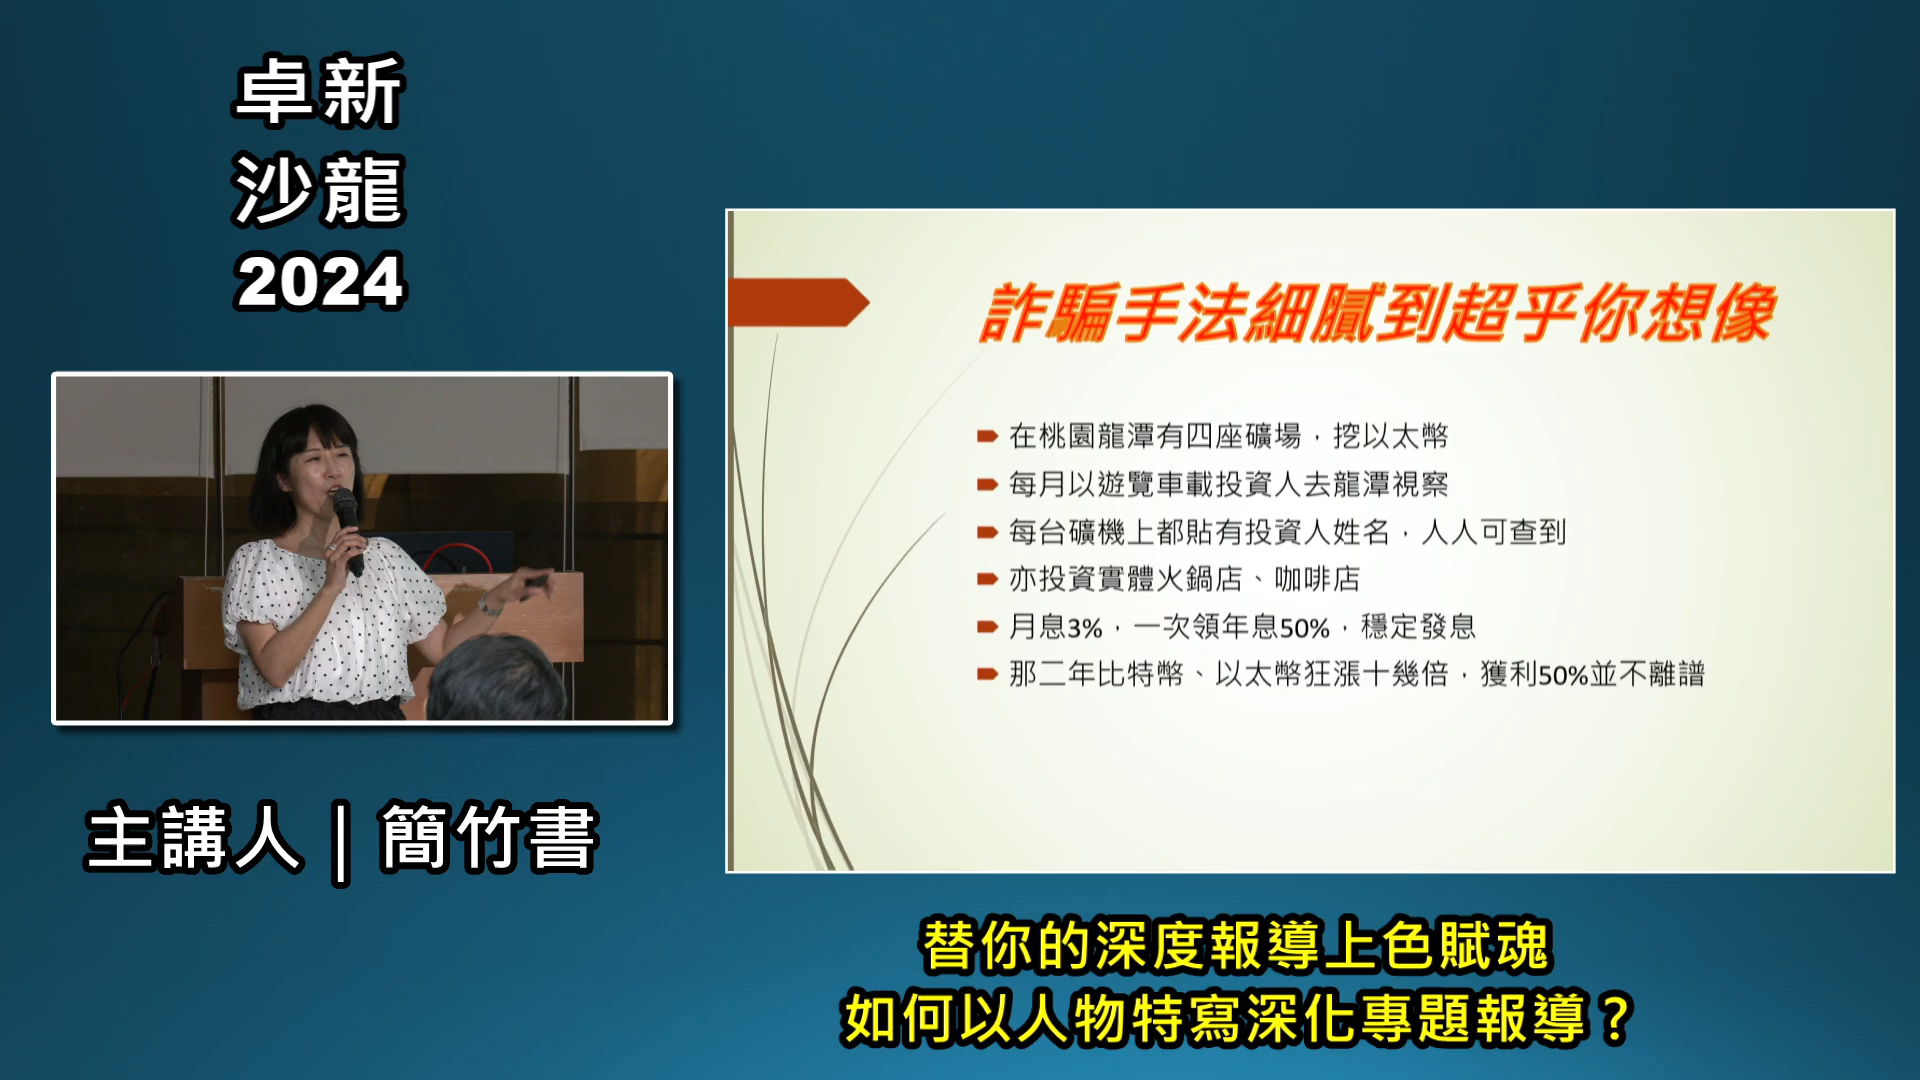 卓新
沙龍
2024
主講人｜簡竹書
詐騙手法細膩到超乎你想像
在桃園龍潭有四座礦場，挖以太幣
每月以遊覽車載投資人去龍潭視察
每台礦機上都貼有投資人姓名，人人可查到
亦投資實體火鍋店、咖啡店
月息3%，一次領年息50%，穩定發息
那二年比特幣、以太幣狂漲十幾倍，獲利50%並不離譜
替你的深度報導上色賦魂
如何以人物特寫深化專題報導？